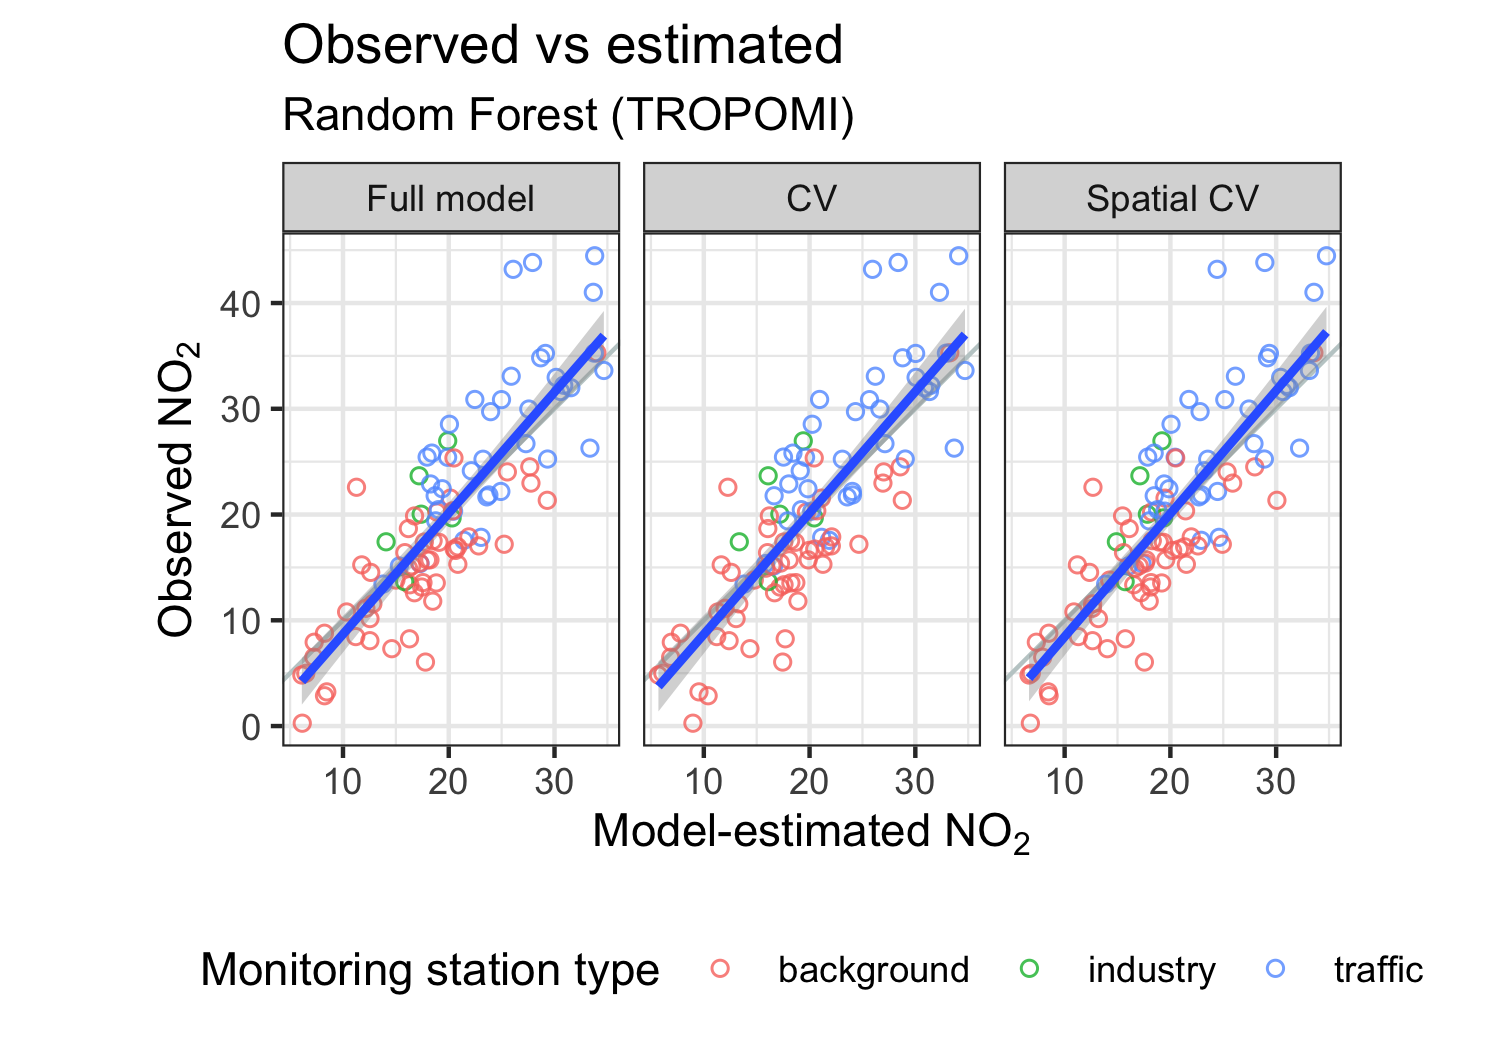 Observed vs estimated
Random Forest (TROPOMI)
Full model CV Spatial CV
Observed NO₂
40
30
20
10
0
10 20 30 10 20 30 10 20 30
Model-estimated NO₂
Monitoring station type background industry traffic